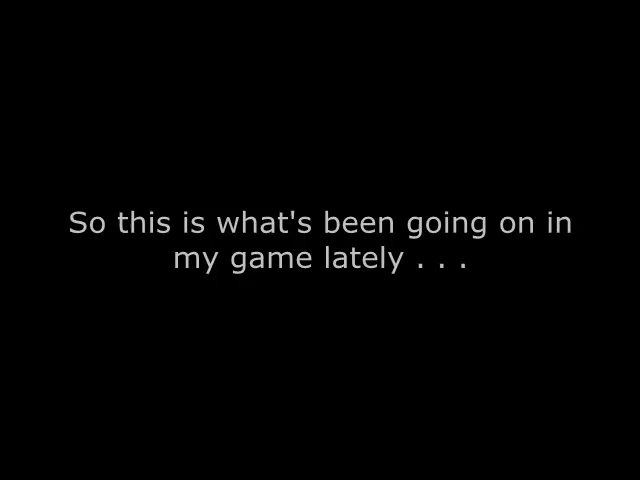 So this is what's been going on in
my game lately . . .